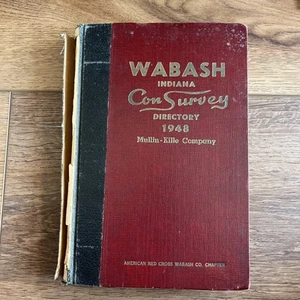 WABASH
INDIANA
Con Survey
DIRECTORY
1948
Mullin-Kille Company
AMERICAN RED CROSS WABASH CO. CHAPTER